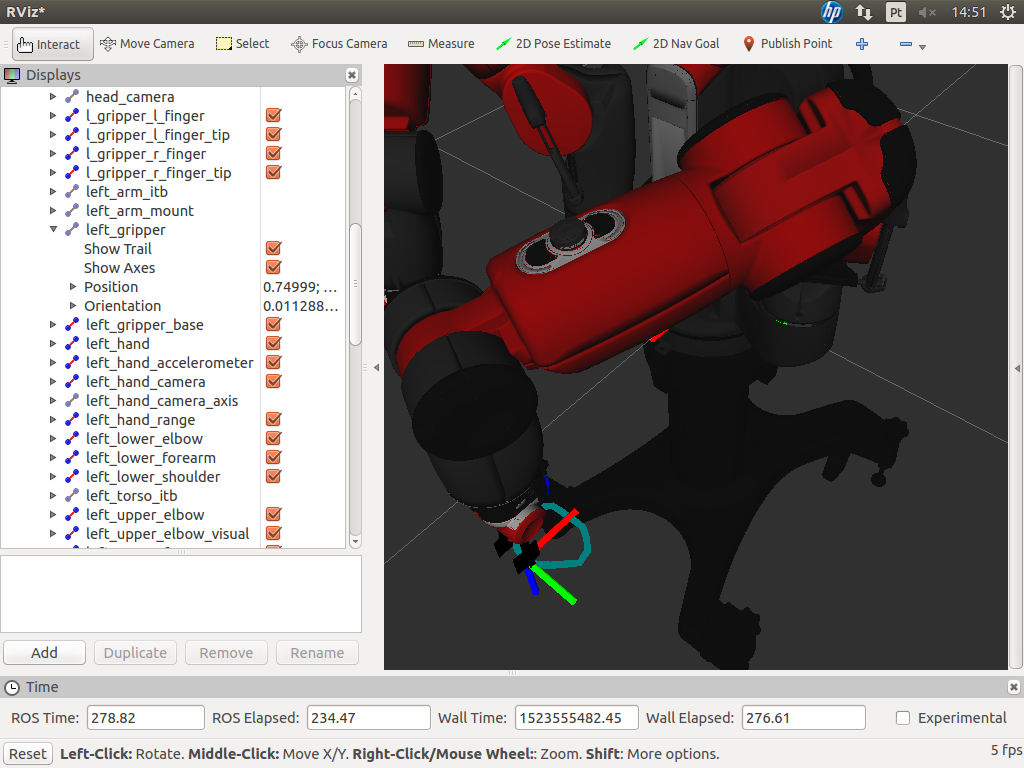 RViz*
hp
Pt
14:51
Interact
Move Camera
Select
Focus Camera
Measure
2D Pose Estimate
2D Nav Goal
Publish Point
Displays
head_camera
l_gripper_l_finger
l_gripper_l_finger_tip
l_gripper_r_finger
l_gripper_r_finger_tip
left_arm_itb
left_arm_mount
left_gripper
Show Trail
Show Axes
Position 0.74999; ...
Orientation 0.011288...
left_gripper_base
left_hand
left_hand_accelerometer
left_hand_camera
left_hand_camera_axis
left_hand_range
left_lower_elbow
left_lower_forearm
left_lower_shoulder
left_torso_itb
left_upper_elbow
left_upper_elbow_visual
Add
Duplicate
Remove
Rename
Time
ROS Time: 278.82 ROS Elapsed: 234.47 Wall Time: 1523555482.45 Wall Elapsed: 276.61 Experimental
Reset Left-Click: Rotate. Middle-Click: Move X/Y. Right-Click/Mouse Wheel:: Zoom. Shift: More options. 5 fps